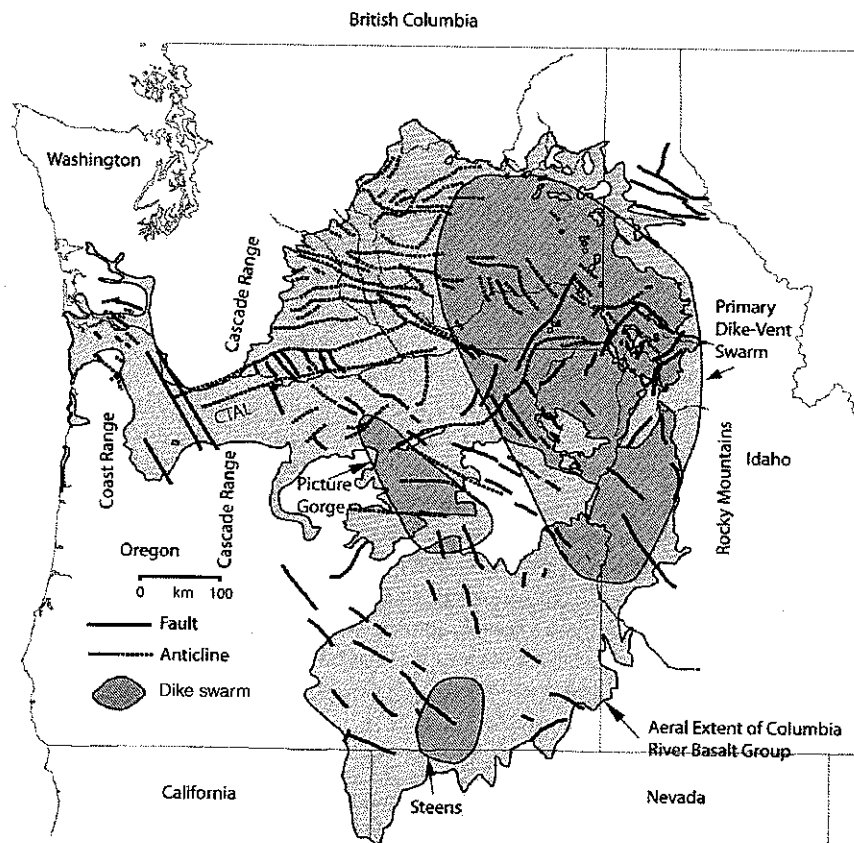 British Columbia
Washington
Cascade Range
Primary
Dike-Vent
Swarm
CTAL
Coast Range
Cascade Range
Picture
Gorge
Rocky Mountains
Idaho
Oregon
0 km 100
Fault
Anticline
Dike swarm
Aeral Extent of Columbia
River Basalt Group
California
Steens
Nevada